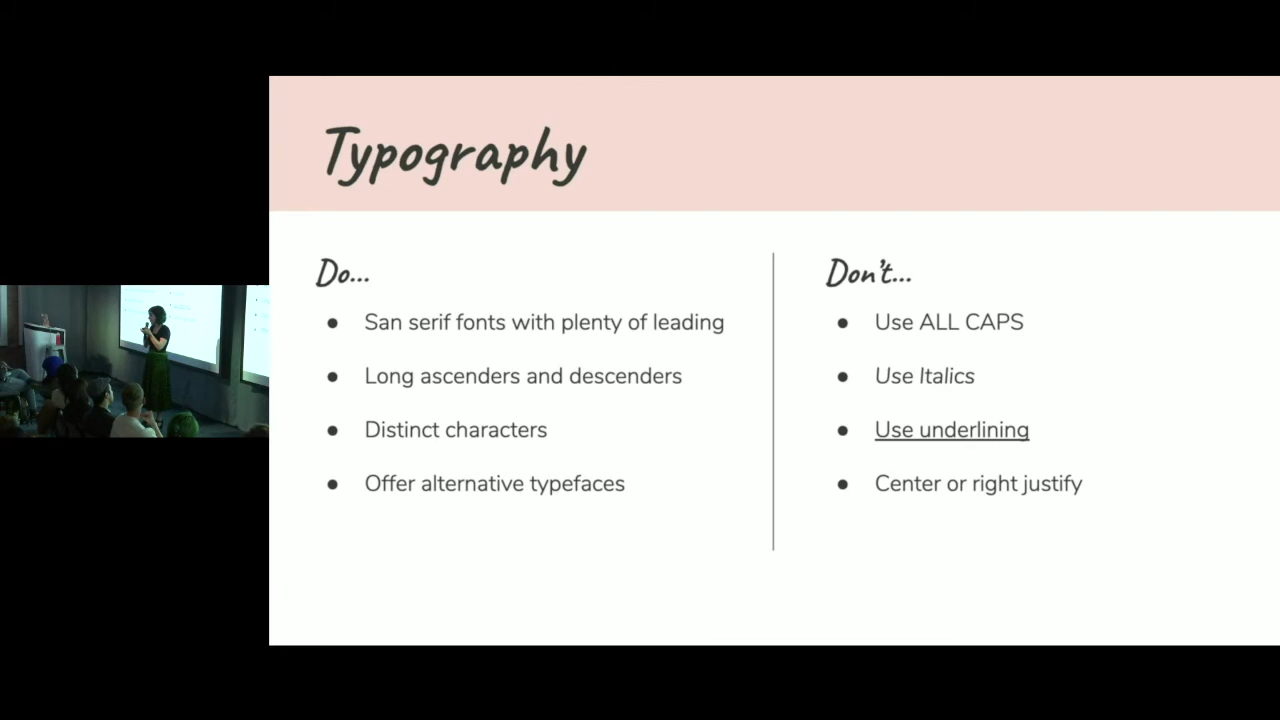 Typography
Do...
● San serif fonts with plenty of leading
● Long ascenders and descenders
● Distinct characters
● Offer alternative typefaces
Don't...
● Use ALL CAPS
● Use Italics
● Use underlining
● Center or right justify